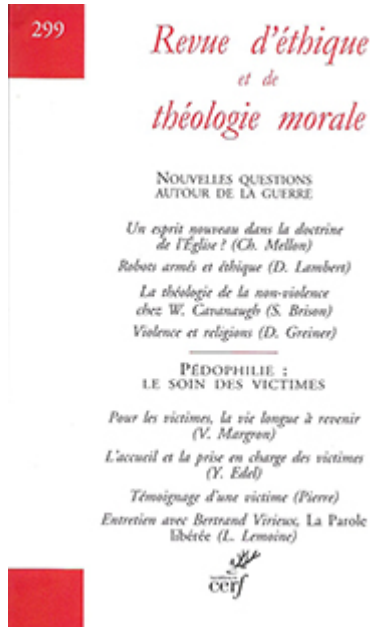 299
Revue d'éthique
et de
théologie morale
NOUVELLES QUESTIONS
AUTOUR DE LA GUERRE
Un esprit nouveau dans la doctrine
de l'Église ? (Ch. Mellon)
Robots armés et éthique (D. Lambert)
La théologie de la non-violence
chez W. Cavanaugh (S. Brison)
Violence et religions (D. Greiner)
PÉDOPHILIE :
LE SOIN DES VICTIMES
Pour les victimes, la vie longue à revenir
(V. Margron)
L'accueil et la prise en charge des victimes
(Y. Edel)
Témoignage d'une victime (Pierre)
Entretien avec Bertrand Virieux, La Parole
libérée (L. Lemoine)
cerf